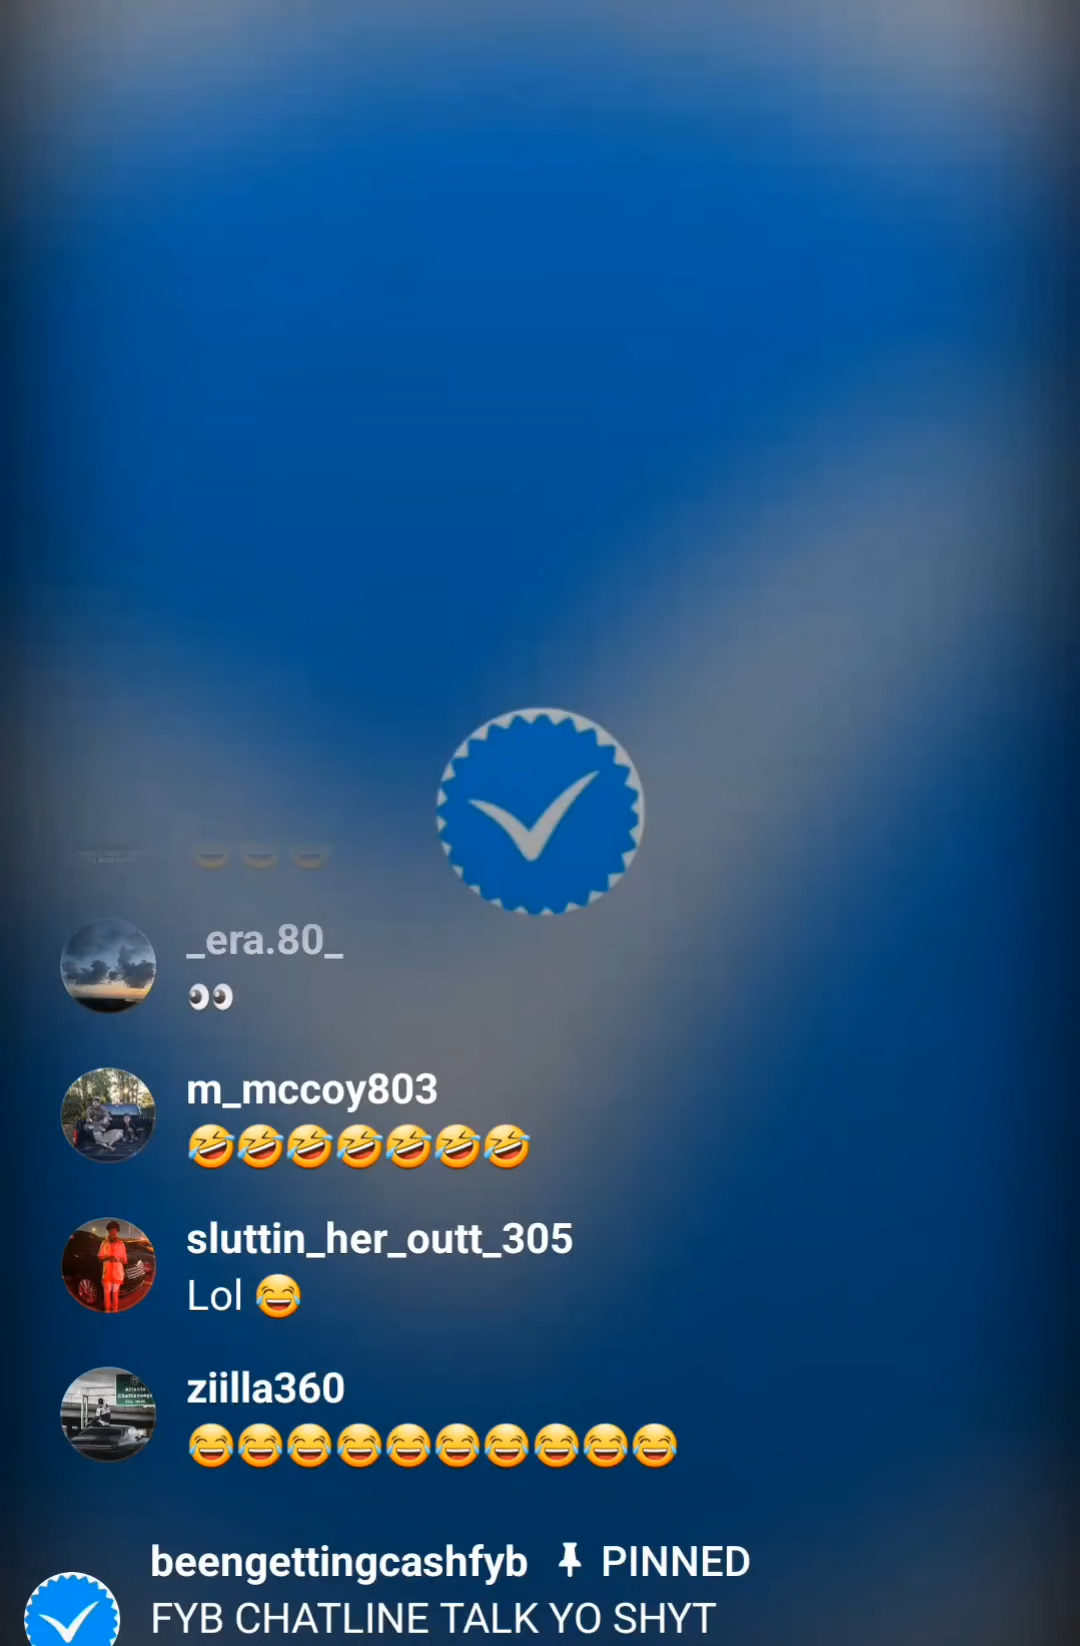 _era.80_
👀
m_mccoy803
🤣🤣🤣🤣🤣🤣🤣
sluttin_her_outt_305
Lol 😂
ziilla360
😂😂😂😂😂😂😂😂😂😂
beengettingcashfyb 📌 PINNED
FYB CHATLINE TALK YO SHYT